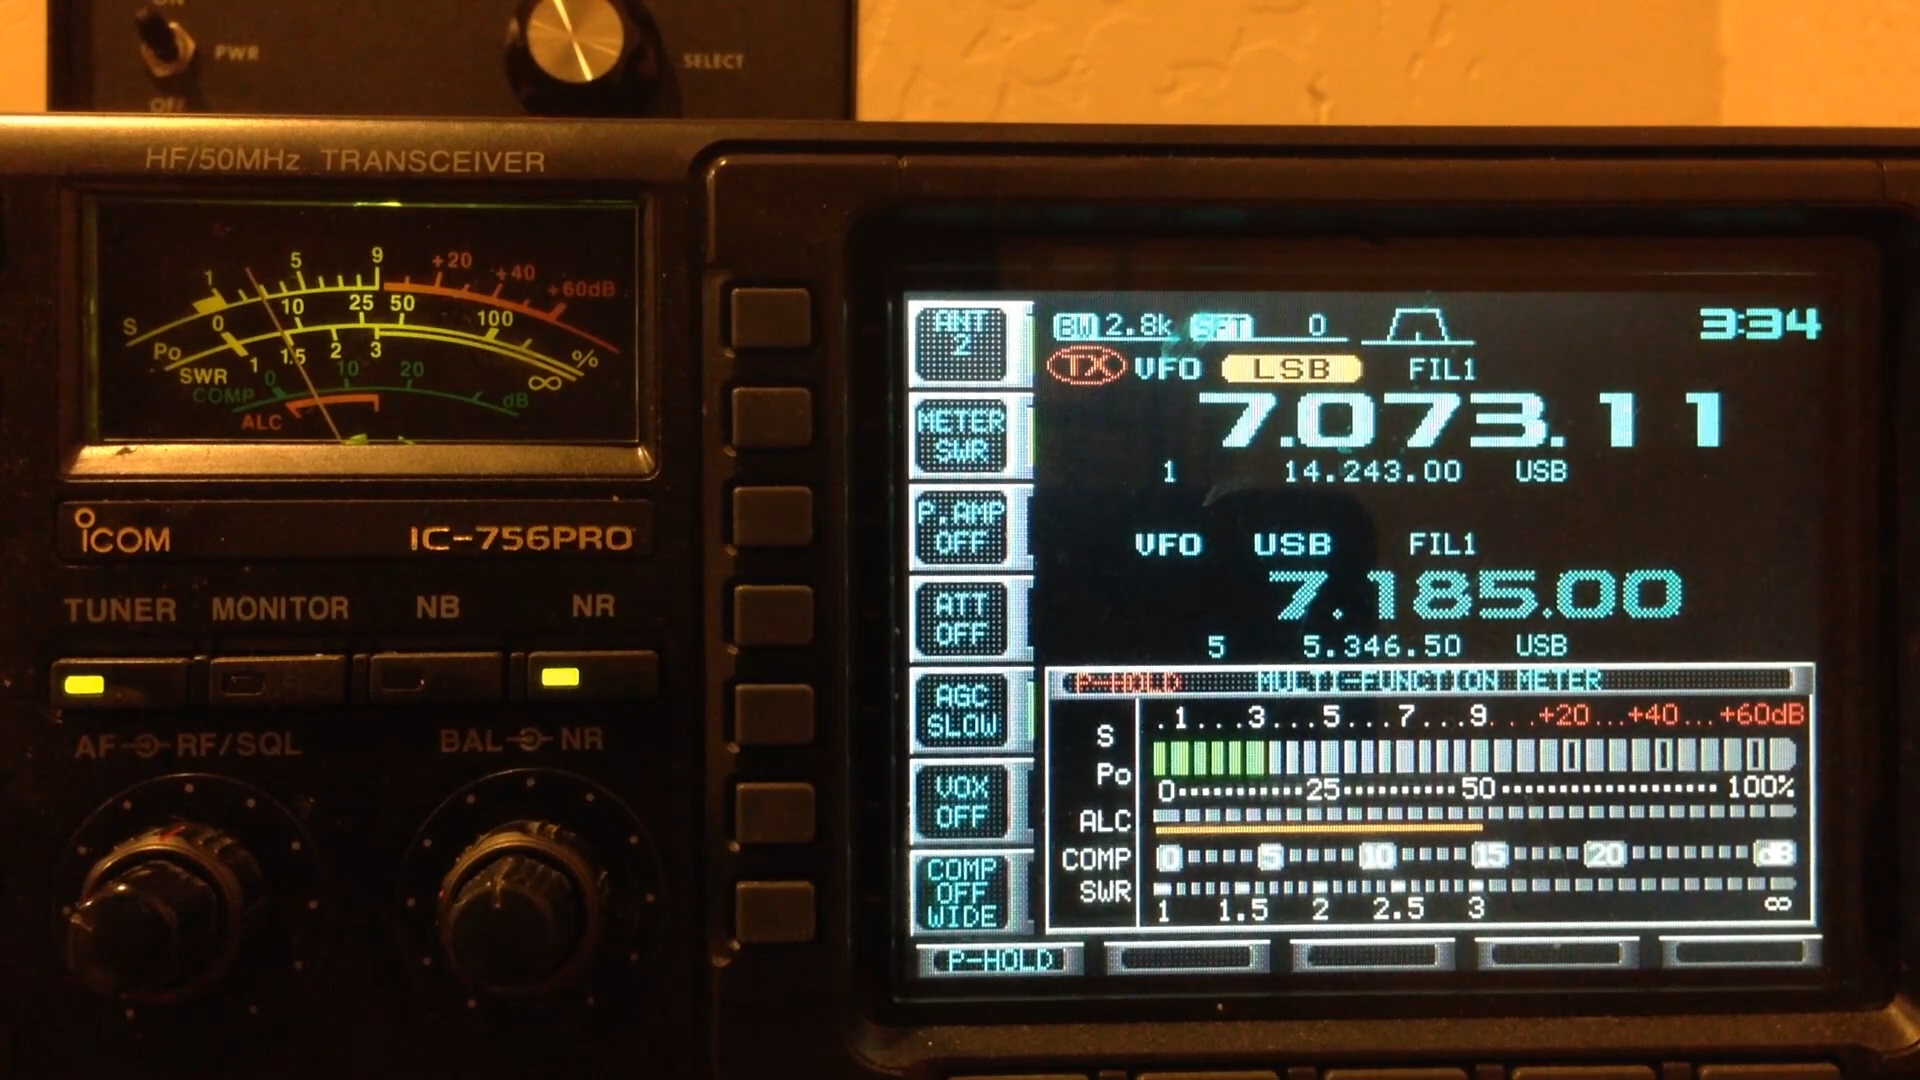 ON
PWR
OFF
SELECT
HF/50MHz TRANSCEIVER
S 1 5 9 +20 +40 +60dB
Po 0 10 25 50 100 %
SWR 1 1.5 2 3 ∞
COMP 0 10 20 dB
ALC
ICOM IC-756PRO
TUNER MONITOR NB NR
AF RF/SQL BAL NR
ANT
2
METER
SWR
P.AMP
OFF
ATT
OFF
AGC
SLOW
VOX
OFF
COMP
OFF
WIDE
BW 2.8k SFT 0
3:34
TX VFO LSB FIL1
7.073.11
1 14.243.00 USB
VFO USB FIL1
7.185.00
5 5.346.50 USB
P-HOLD MULTI-FUNCTION METER
S .1...3...5...7...9...+20...+40...+60dB
Po 0 25 50 100%
ALC
COMP 0 5 10 15 20 dB
SWR
1 1.5 2 2.5 3 ∞
P-HOLD